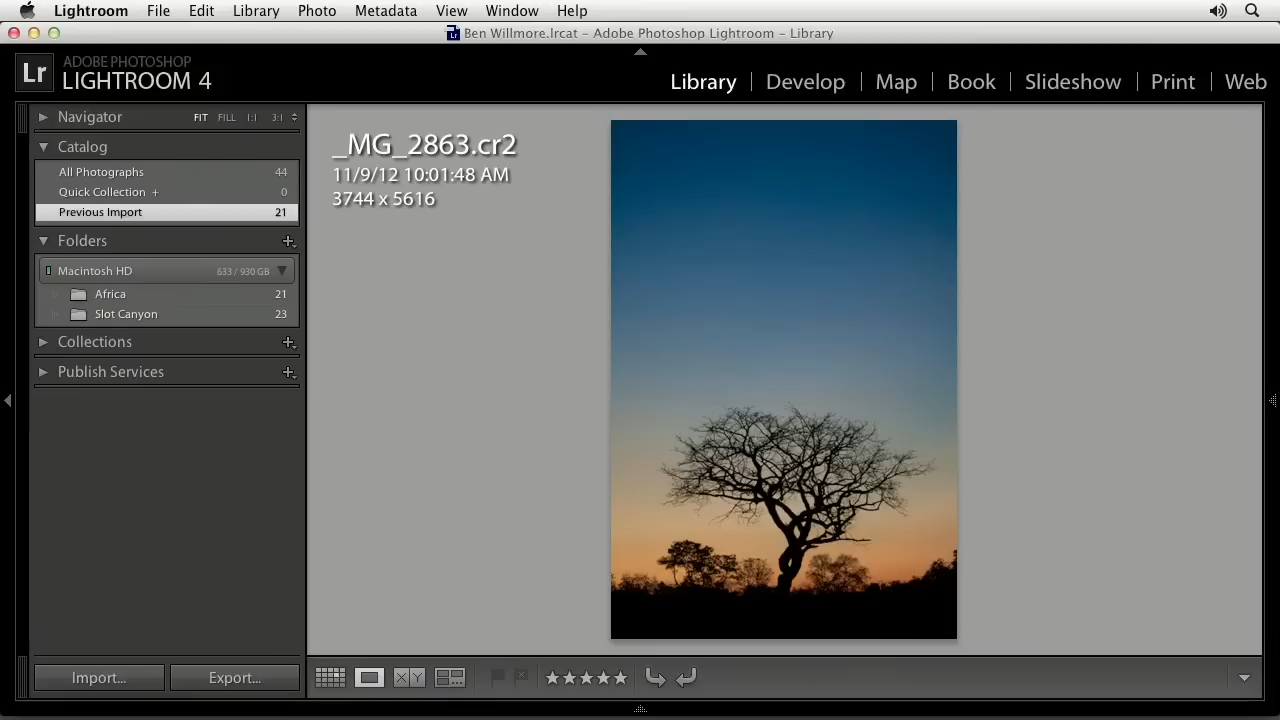 Lightroom File Edit Library Photo Metadata View Window Help
Ben Willmore.lrcat – Adobe Photoshop Lightroom – Library
Lr ADOBE PHOTOSHOP
LIGHTROOM 4
Library | Develop | Map | Book | Slideshow | Print | Web
Navigator FIT FILL 1:1 3:1
Catalog
All Photographs 44
Quick Collection + 0
Previous Import 21
Folders +
Macintosh HD 633 / 930 GB
Africa 21
Slot Canyon 23
Collections +
Publish Services +
_MG_2863.cr2
11/9/12 10:01:48 AM
3744 x 5616
Import... Export...
X Y